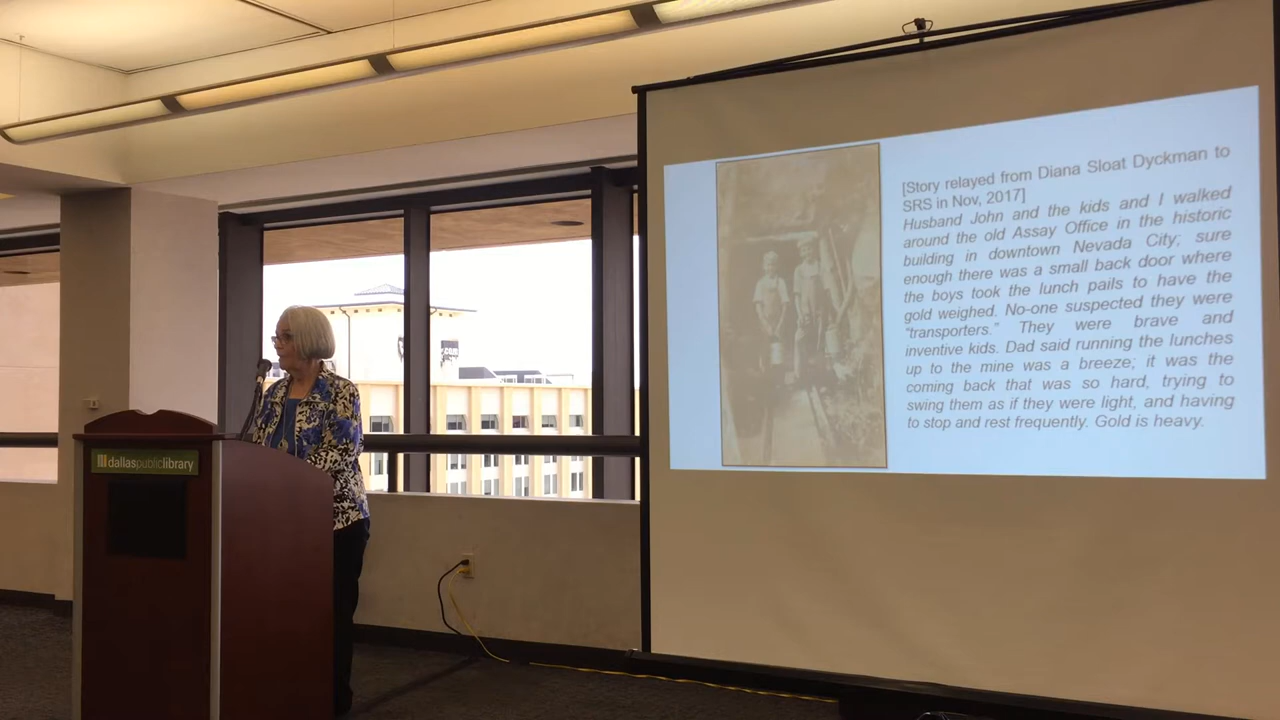 dallaspubliclibrary
[Story relayed from Diana Sloat Dyckman to
SRS in Nov, 2017]
Husband John and the kids and I walked
around the old Assay Office in the historic
building in downtown Nevada City; sure
enough there was a small back door where
the boys took the lunch pails to have the
gold weighed. No-one suspected they were
"transporters." They were brave and
inventive kids. Dad said running the lunches
up to the mine was a breeze; it was the
coming back that was so hard, trying to
swing them as if they were light, and having
to stop and rest frequently. Gold is heavy.